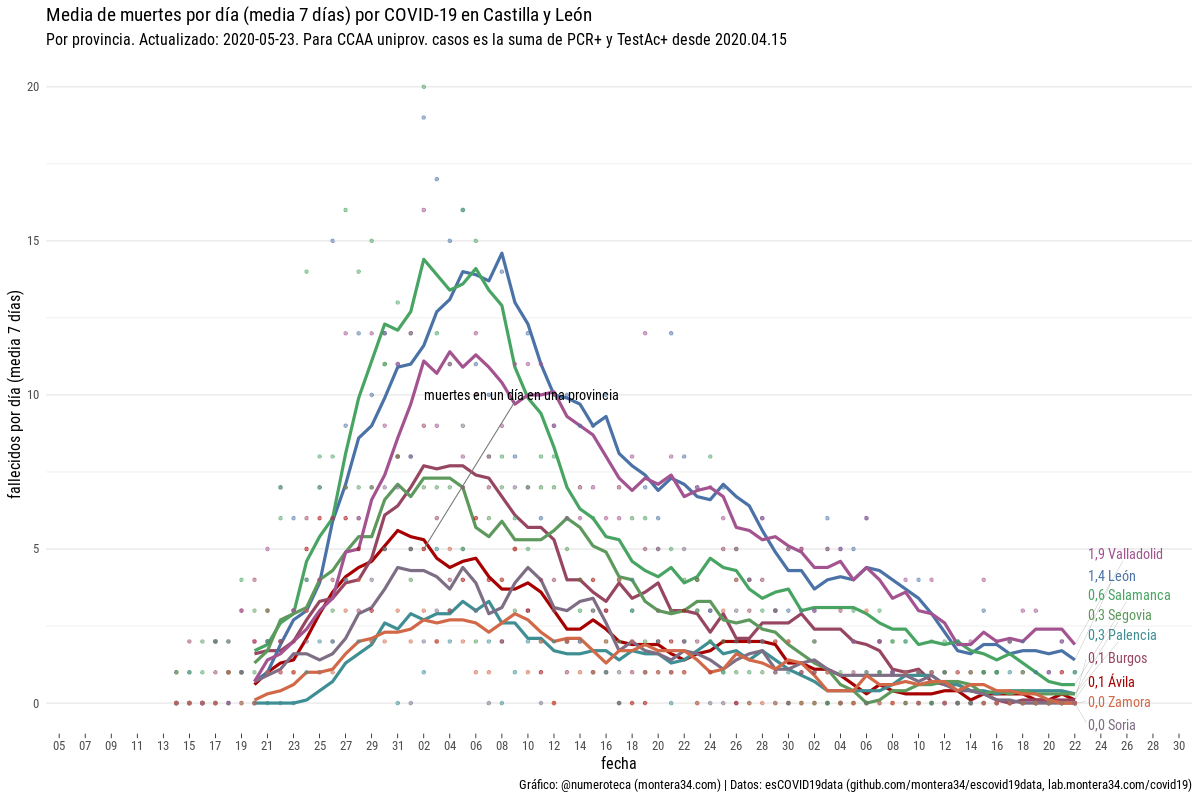 Media de muertes por día (media 7 días) por COVID-19 en Castilla y León
Por provincia. Actualizado: 2020-05-23. Para CCAA uniprov. casos es la suma de PCR+ y TestAc+ desde 2020.04.15
fallecidos por día (media 7 días)
20
15
10
5
0
muertes en un día en una provincia
1,9 Valladolid
1,4 León
0,6 Salamanca
0,3 Segovia
0,3 Palencia
0,1 Burgos
0,1 Ávila
0,0 Zamora
0,0 Soria
05 07 09 11 13 15 17 19 21 23 25 27 29 31 02 04 06 08 10 12 14 16 18 20 22 24 26 28 30 02 04 06 08 10 12 14 16 18 20 22 24 26 28 30
fecha
Gráfico: @numeroteca (montera34.com) | Datos: esCOVID19data (github.com/montera34/escovid19data, lab.montera34.com/covid19)